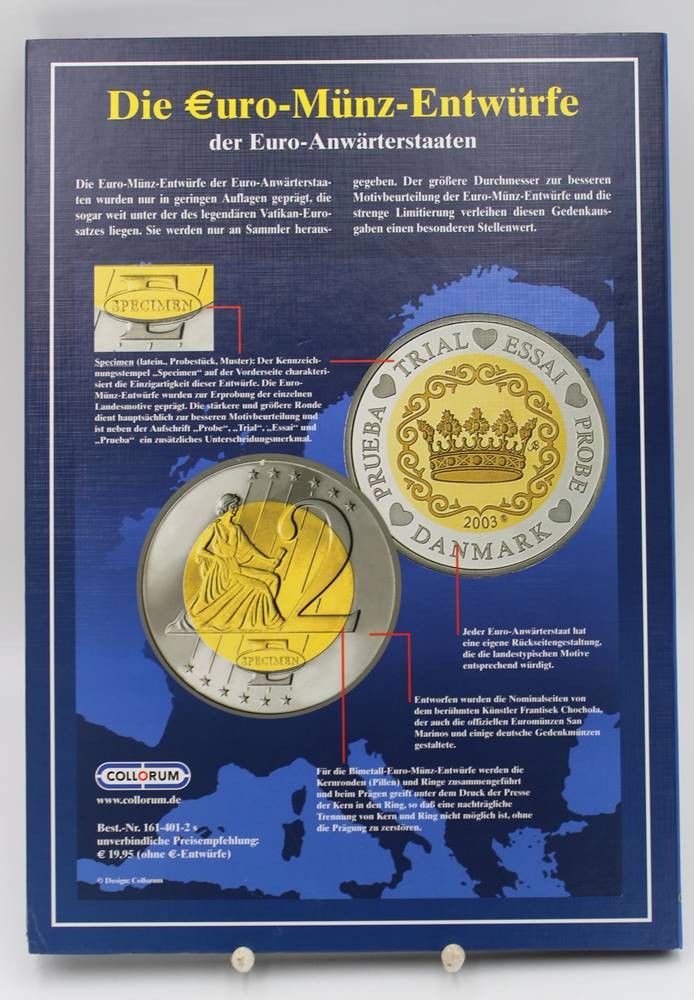 Die €uro-Münz-Entwürfe
der Euro-Anwärterstaaten
Die Euro-Münz-Entwürfe der Euro-Anwärterstaa-
ten wurden nur in geringen Auflagen geprägt, die
sogar weit unter der des legendären Vatikan-Euro-
satzes liegen. Sie werden nur an Sammler heraus-
gegeben. Der größere Durchmesser zur besseren
Motivbeurteilung der Euro-Münz-Entwürfe und die
strenge Limitierung verleihen diesen Gedenkaus-
gaben einen besonderen Stellenwert.
E
SPECIMEN
Specimen (latein., Probestück, Muster): Der Kennzeich-
nungsstempel „Specimen" auf der Vorderseite charakteri-
siert die Einzigartigkeit dieser Entwürfe. Die Euro-
Münz-Entwürfe wurden zur Erprobung der einzelnen
Landesmotive geprägt. Die stärkere und größere Ronde
dient hauptsächlich zur besseren Motivbeurteilung und
ist neben der Aufschrift „Probe", „Trial", „Essai" und
„Prueba" ein zusätzliches Unterscheidungsmerkmal.
PRUEBA TRIAL ESSAI PROBE
2003
DANMARK
2
E
SPECIMEN
Jeder Euro-Anwärterstaat hat
eine eigene Rückseitengestaltung,
die die landestypischen Motive
entsprechend würdigt.
Entworfen wurden die Nominalseiten von
dem berühmten Künstler Frantisek Chochola,
der auch die offiziellen Euromünzen San
Marinos und einige deutsche Gedenkmünzen
gestaltete.
Für die Bimetall-Euro-Münz-Entwürfe werden die
Kernronden (Pillen) und Ringe zusammengeführt
und beim Prägen greift unter dem Druck der Presse
der Kern in den Ring, so daß eine nachträgliche
Trennung von Kern und Ring nicht möglich ist, ohne
die Prägung zu zerstören.
COLLORUM
www.collorum.de
Best.-Nr. 161-401-2 s
unverbindliche Preisempfehlung:
€ 19,95 (ohne €-Entwürfe)
© Design: Collorum